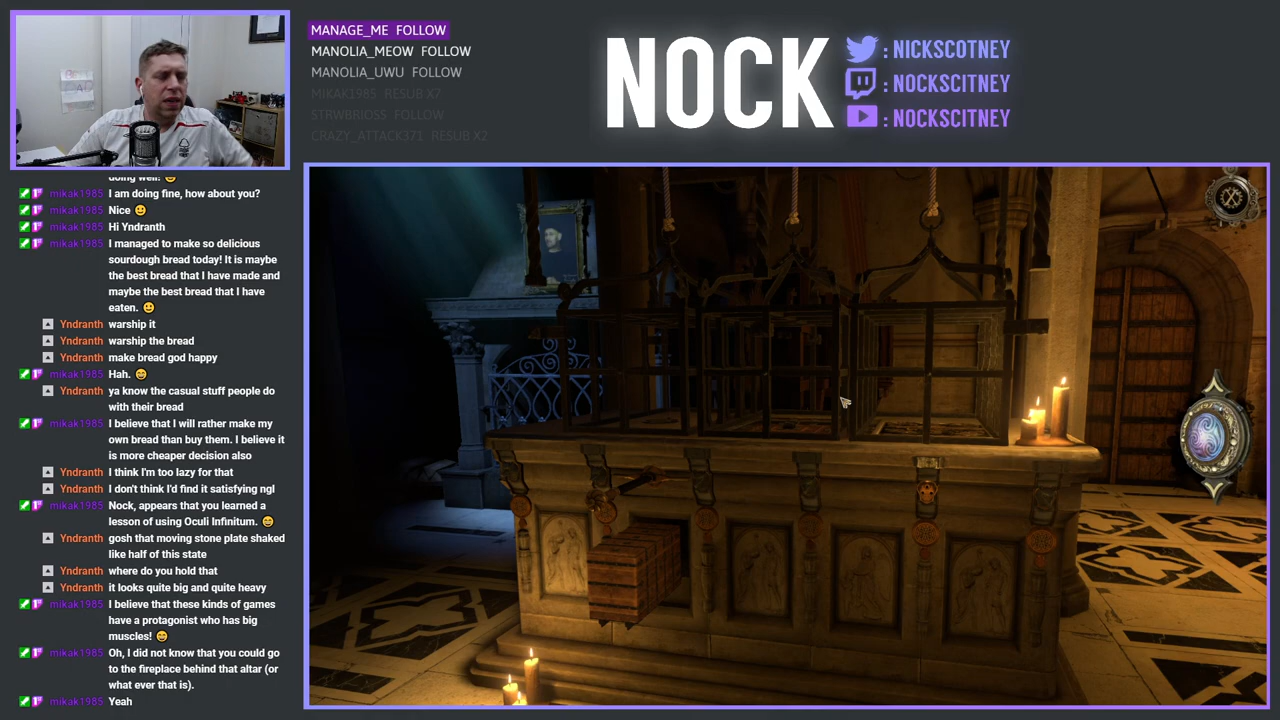 MANAGE_ME FOLLOW
MANOLIA_MEOW FOLLOW
MANOLIA_UWU FOLLOW
MIKAK1985 RESUB X7
STRWBRIOSS FOLLOW
CRAZY_ATTACK371 RESUB X2
NOCK
: NICKSCOTNEY
: NOCKSCITNEY
: NOCKSCITNEY
doing well!
mikak1985 I am doing fine, how about you?
mikak1985 Nice
mikak1985 Hi Yndranth
mikak1985 I managed to make so delicious
sourdough bread today! It is maybe
the best bread that I have made and
maybe the best bread that I have
eaten.
Yndranth warship it
Yndranth warship the bread
Yndranth make bread god happy
mikak1985 Hah.
Yndranth ya know the casual stuff people do
with their bread
mikak1985 I believe that I will rather make my
own bread than buy them. I believe it
is more cheaper decision also
Yndranth I think I'm too lazy for that
Yndranth I don't think I'd find it satisfying ngl
mikak1985 Nock, appears that you learned a
lesson of using Oculi Infinitum.
Yndranth gosh that moving stone plate shaked
like half of this state
Yndranth where do you hold that
Yndranth it looks quite big and quite heavy
mikak1985 I believe that these kinds of games
have a protagonist who has big
muscles!
mikak1985 Oh, I did not know that you could go
to the fireplace behind that altar (or
what ever that is).
mikak1985 Yeah